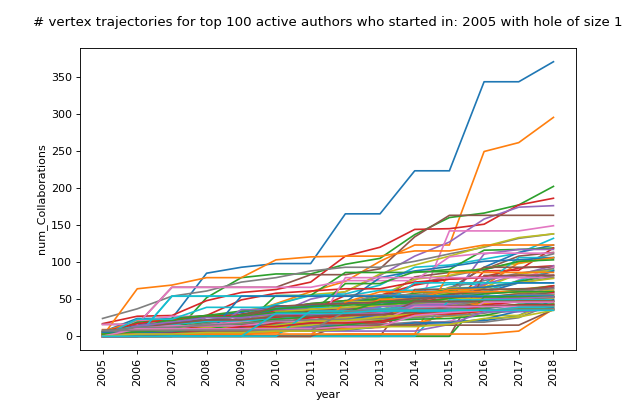 # vertex trajectories for top 100 active authors who started in: 2005 with hole of size 1
num_Collaborations
350
300
250
200
150
100
50
0
2005 2006 2007 2008 2009 2010 2011 2012 2013 2014 2015 2016 2017 2018
year